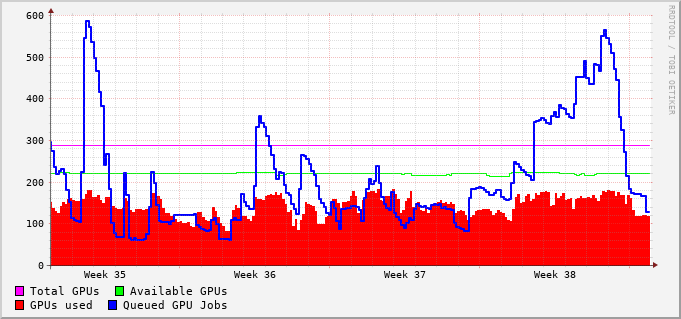 600
500
400
300
200
100
0
Week 35 Week 36 Week 37 Week 38
Total GPUs Available GPUs
GPUs used Queued GPU Jobs
RRDTOOL / TOBI OETIKER